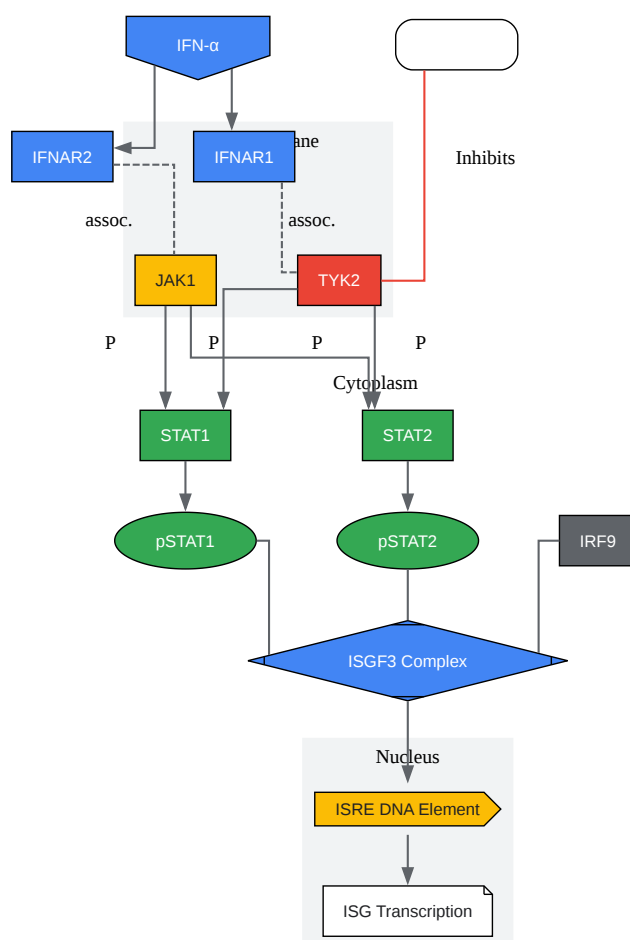 IFN-α
ane
IFNAR2
IFNAR1
Inhibits
assoc.
assoc.
JAK1
TYK2
P
P
P
P
Cytoplasm
STAT1
STAT2
pSTAT1
pSTAT2
IRF9
ISGF3 Complex
Nucleus
ISRE DNA Element
ISG Transcription